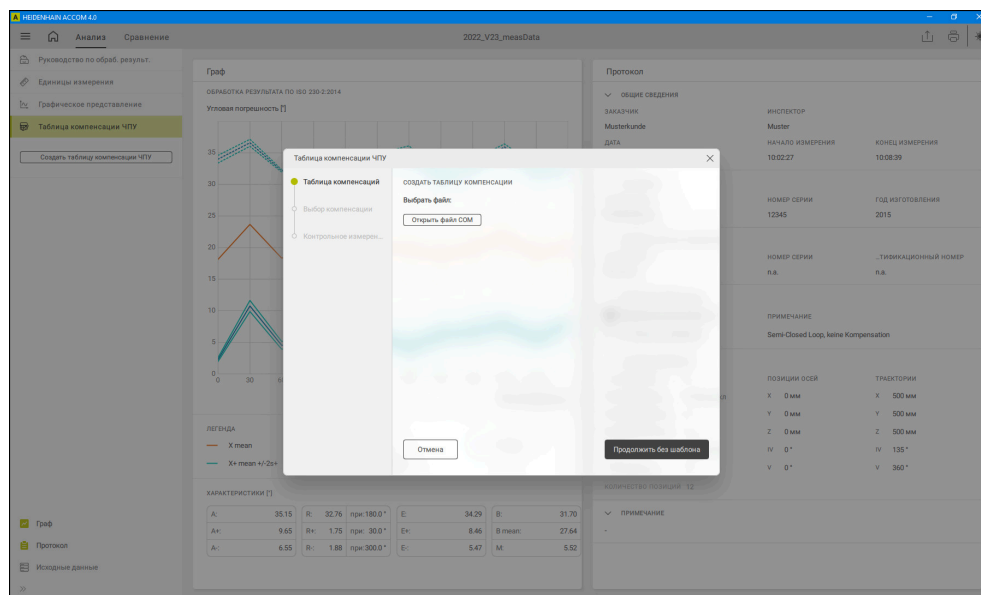 HEIDENHAIN ACCOM 4.0
Анализ Сравнение 2022_V23_measData
Руководство по обраб. результ.
Единицы измерения
Графическое представление
Таблица компенсации ЧПУ
Создать таблицу компенсации ЧПУ
Граф
ОБРАБОТКА РЕЗУЛЬТАТА ПО ISO 230-2:2014
Угловая погрешность ["]
35
30
25
20
15
10
5
0
0 30
ЛЕГЕНДА
X mean
X+ mean +/-2s+
ХАРАКТЕРИСТИКИ ["]
A: 35.15 R: 32.76 при: 180.0 ° E: 34.29 B: 31.70
A+: 9.65 R+: 1.75 при: 30.0 ° E+: 8.46 B mean: 27.64
A-: 6.55 R-: 1.88 при: 300.0 ° E-: 5.47 M: 5.52
Таблица компенсации ЧПУ
Таблица компенсаций
Выбор компенсации
Контрольное измерен...
СОЗДАТЬ ТАБЛИЦУ КОМПЕНСАЦИИ
Выбрать файл:
Открыть файл COM
Отмена
Продолжить без шаблона
Протокол
ОБЩИЕ СВЕДЕНИЯ
ЗАКАЗЧИК ИНСПЕКТОР
Musterkunde Muster
ДАТА НАЧАЛО ИЗМЕРЕНИЯ КОНЕЦ ИЗМЕРЕНИЯ
10:02:27 10:08:39
НОМЕР СЕРИИ ГОД ИЗГОТОВЛЕНИЯ
12345 2015
НОМЕР СЕРИИ ...ТИФИКАЦИОННЫЙ НОМЕР
n.a. n.a.
ПРИМЕЧАНИЕ
Semi-Closed Loop, keine Kompensation
ПОЗИЦИИ ОСЕЙ ТРАЕКТОРИИ
X 0 мм X 500 мм
Y 0 мм Y 500 мм
Z 0 мм Z 500 мм
IV 0 ° IV 135 °
V 0 ° V 360 °
КОЛИЧЕСТВО ПОЗИЦИЙ 12
ПРИМЕЧАНИЕ
-
Граф
Протокол
Исходные данные